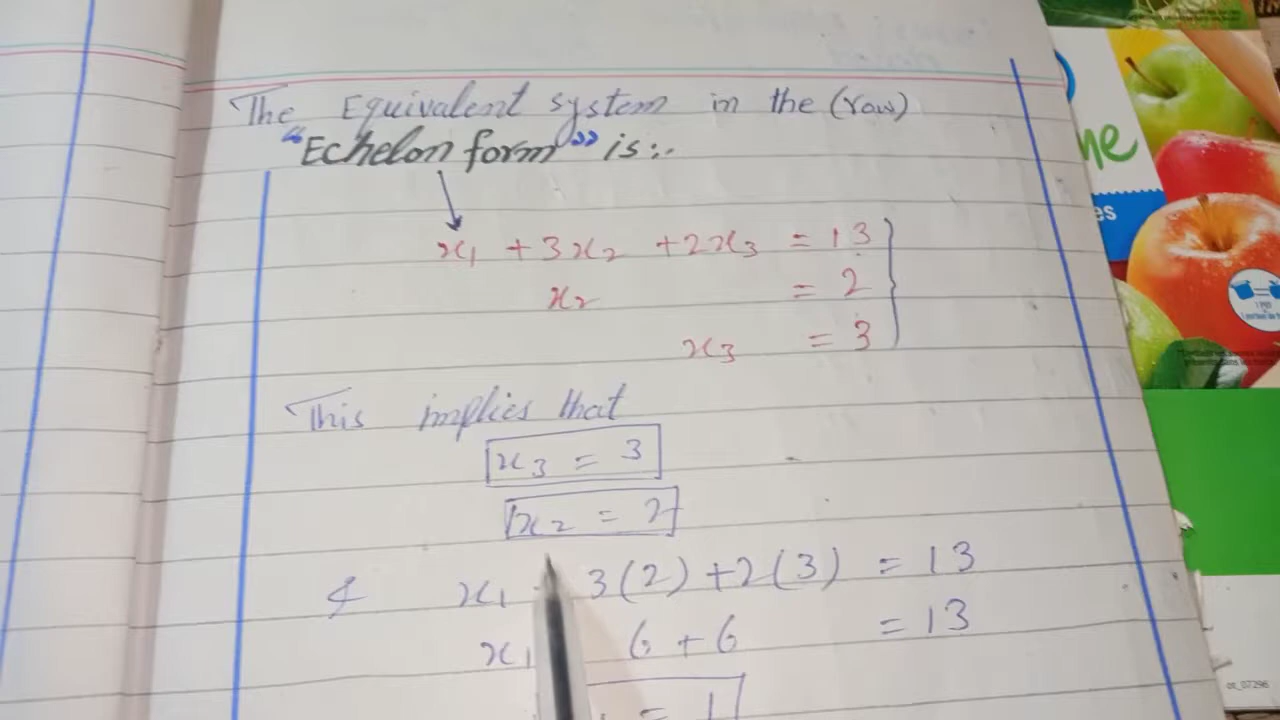 The Equivalent system in the (row)
"Echelon form" is:.
x₁ + 3x₂ + 2x₃ = 13
x₂ = 2
x₃ = 3
This implies that
x₃ = 3
x₂ = 2
& x₁ 3(2) + 2(3) = 13
x₁ 6 + 6 = 13
= 1